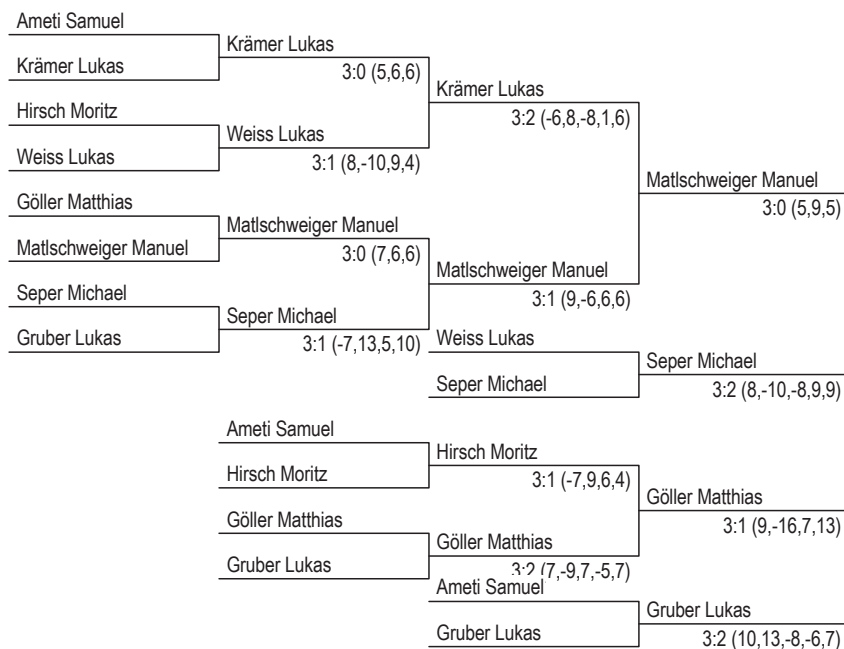 Ameti Samuel
Krämer Lukas
Krämer Lukas
3:0 (5,6,6)
Krämer Lukas
3:2 (-6,8,-8,1,6)
Hirsch Moritz
Weiss Lukas
Weiss Lukas
3:1 (8,-10,9,4)
Matlschweiger Manuel
3:0 (5,9,5)
Göller Matthias
Matlschweiger Manuel
Matlschweiger Manuel
3:0 (7,6,6)
Matlschweiger Manuel
3:1 (9,-6,6,6)
Seper Michael
Seper Michael
Gruber Lukas
3:1 (-7,13,5,10)
Weiss Lukas
Seper Michael
Seper Michael
3:2 (8,-10,-8,9,9)
Ameti Samuel
Hirsch Moritz
Hirsch Moritz
3:1 (-7,9,6,4)
Göller Matthias
3:1 (9,-16,7,13)
Göller Matthias
Göller Matthias
Gruber Lukas
3:2 (7,-9,7,-5,7)
Ameti Samuel
Gruber Lukas
Gruber Lukas
3:2 (10,13,-8,-6,7)